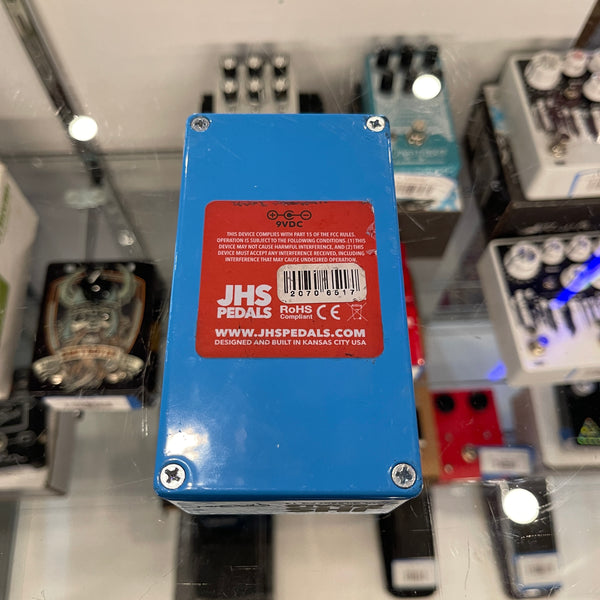 9VDC
THIS DEVICE COMPLIES WITH PART 15 OF THE FCC RULES.
OPERATION IS SUBJECT TO THE FOLLOWING CONDITIONS. (1) THIS
DEVICE MAY NOT CAUSE HARMFUL INTERFERENCE, AND (2) THIS
DEVICE MUST ACCEPT ANY INTERFERENCE RECEIVED, INCLUDING
INTERFERENCE THAT MAY CAUSE UNDESIRED OPERATION.
2070 6517
JHS
PEDALS
RoHS
Compliant
CE
WWW.JHSPEDALS.COM
DESIGNED AND BUILT IN KANSAS CITY USA